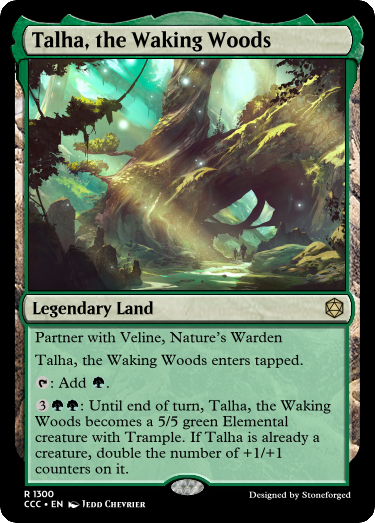 Talha, the Waking Woods
Legendary Land
Partner with Veline, Nature's Warden
Talha, the Waking Woods enters tapped.
: Add .
3: Until end of turn, Talha, the Waking
Woods becomes a 5/5 green Elemental
creature with Trample. If Talha is already a
creature, double the number of +1/+1
counters on it.
R 1300
CCC • EN Jedd Chevrier
Designed by Stoneforged